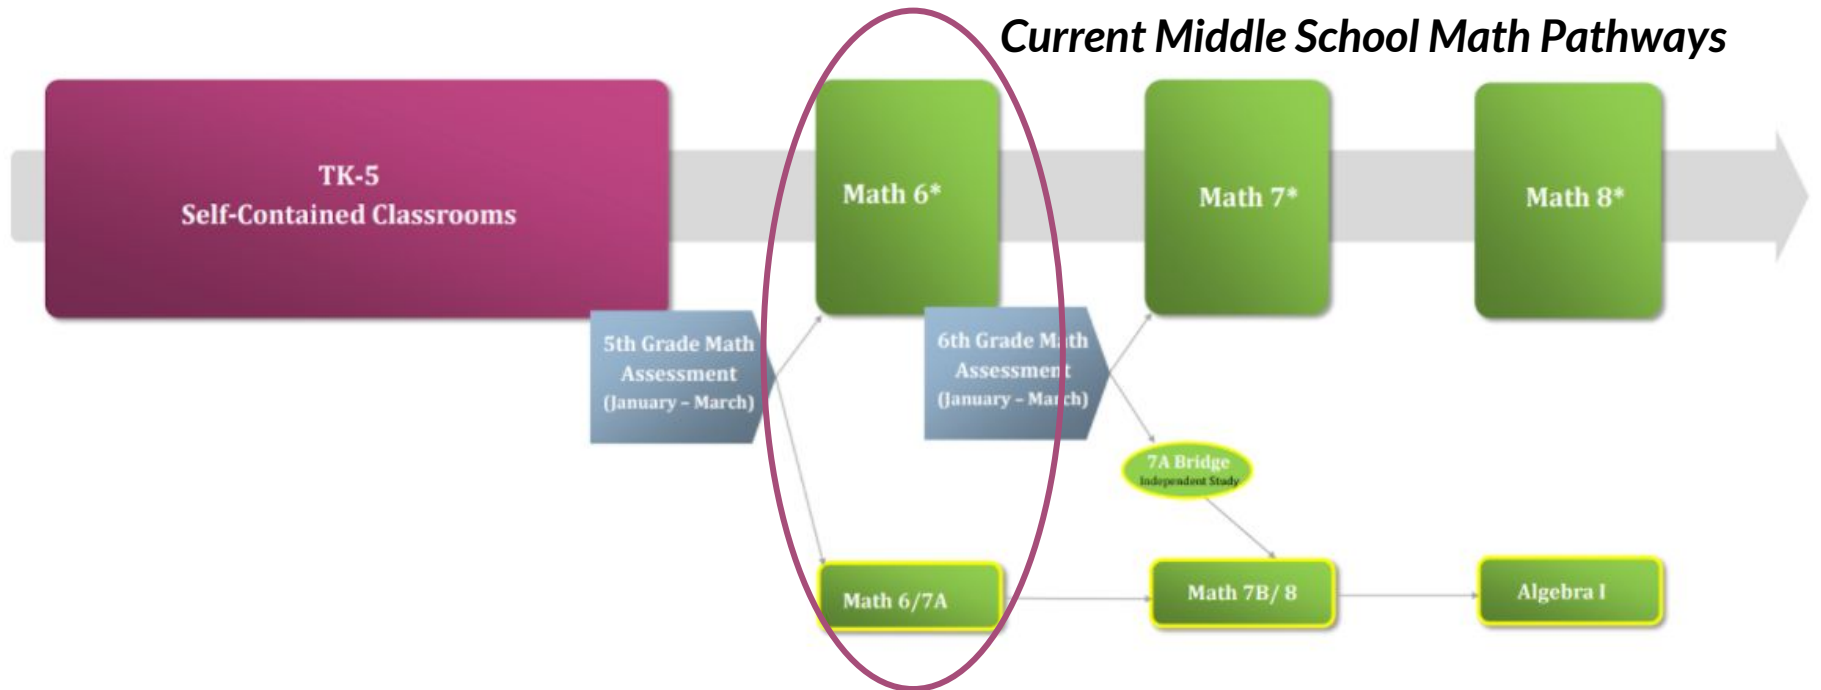 Current Middle School Math Pathways
TK-5
Self-Contained Classrooms
Math 6*
Math 7*
Math 8*
5th Grade Math
Assessment
(January – March)
6th Grade Math
Assessment
(January – March)
7A Bridge
Independent Study
Math 6/7A
Math 7B/ 8
Algebra I